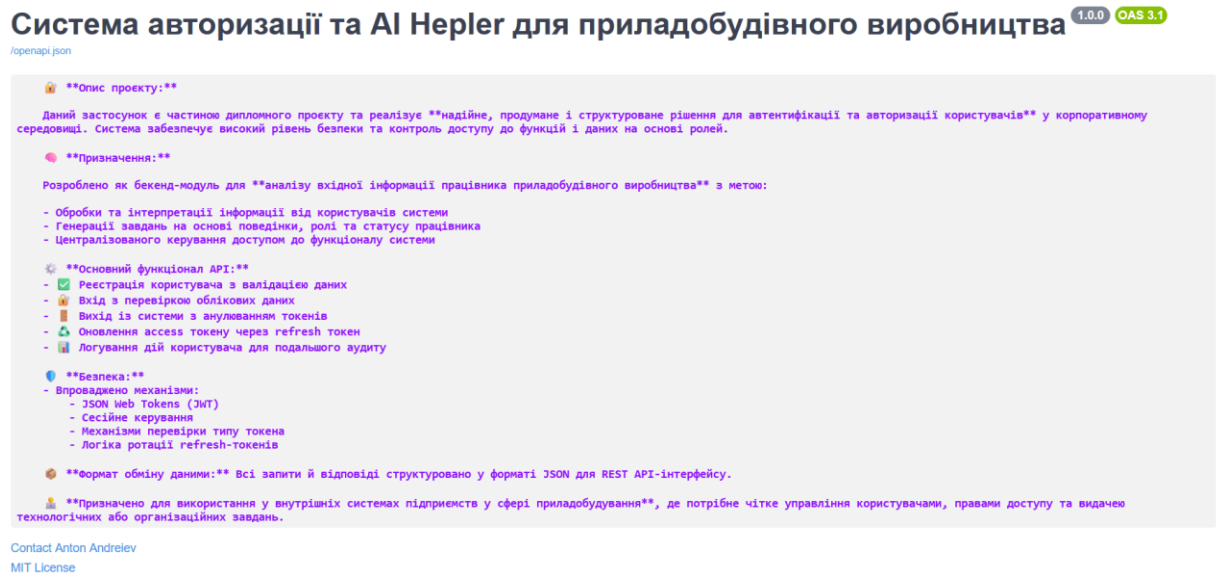 Система авторизації та AI Hepler для приладобудівного виробництва 1.0.0 OAS 3.1
/openapi.json
🔐 **Опис проєкту:**
Даний застосунок є частиною дипломного проєкту та реалізує **надійне, продумане і структуроване рішення для автентифікації та авторизації користувачів** у корпоративному
середовищі. Система забезпечує високий рівень безпеки та контроль доступу до функцій і даних на основі ролей.
🧠 **Призначення:**
Розроблено як бекенд-модуль для **аналізу вхідної інформації працівника приладобудівного виробництва** з метою:
- Обробки та інтерпретації інформації від користувачів системи
- Генерації завдань на основі поведінки, ролі та статусу працівника
- Централізованого керування доступом до функціоналу системи
⚙️ **Основний функціонал API:**
- ✅ Реєстрація користувача з валідацією даних
- 🔐 Вхід з перевіркою облікових даних
- 🚪 Вихід із системи з анулюванням токенів
- ♻️ Оновлення access токену через refresh токен
- 📊 Логування дій користувача для подальшого аудиту
🛡️ **Безпека:**
- Впроваджено механізми:
- JSON Web Tokens (JWT)
- Сесійне керування
- Механізми перевірки типу токена
- Логіка ротації refresh-токенів
📦 **Формат обміну даними:** Всі запити й відповіді структуровано у форматі JSON для REST API-інтерфейсу.
👨‍💻 **Призначено для використання у внутрішніх системах підприємств у сфері приладобудування**, де потрібне чітке управління користувачами, правами доступу та видачею
технологічних або організаційних завдань.
Contact Anton Andreiev
MIT License